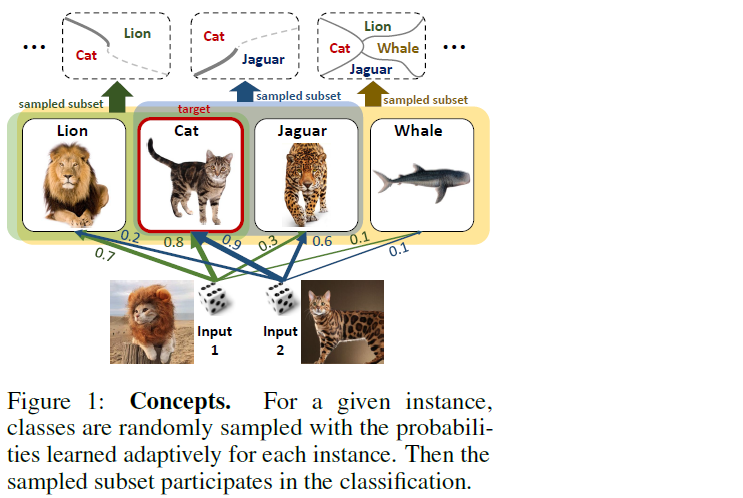 ... Cat Lion
Cat Jaguar
Lion
Cat Whale
Jaguar ...
sampled subset
target
sampled subset
sampled subset
Lion
Cat
Jaguar
Whale
0.7
0.2
0.8
0.9
0.3
0.6
0.1
0.1
Input
1
Input
2
Figure 1: Concepts. For a given instance,
classes are randomly sampled with the probabili-
ties learned adaptively for each instance. Then the
sampled subset participates in the classification.